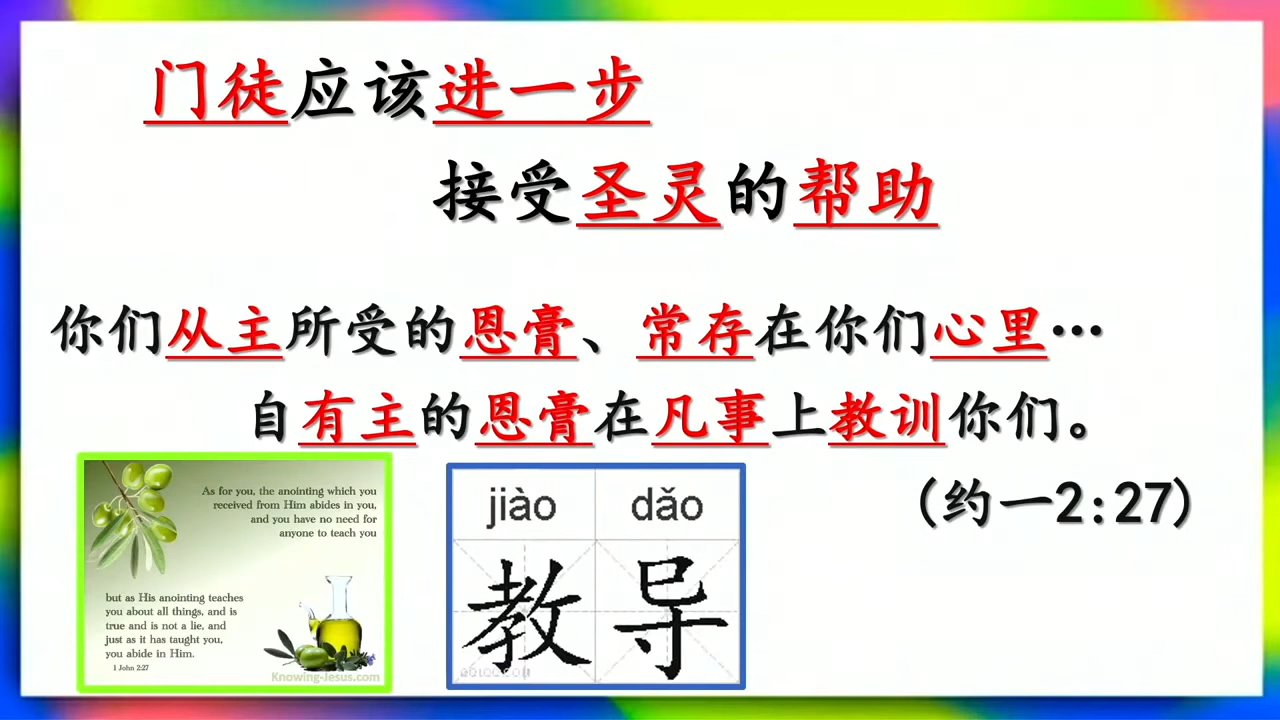 门徒应该进一步
接受圣灵的帮助
你们从主所受的恩膏、常存在你们心里…
自有主的恩膏在凡事上教训你们。
(约一2:27)
As for you, the anointing which you
received from Him abides in you,
and you have no need for
anyone to teach you
but as His anointing teaches
you about all things, and is
true and is not a lie, and
just as it has taught you,
you abide in Him.
1 John 2:27
Knowing-Jesus.com
jiào dǎo
教导